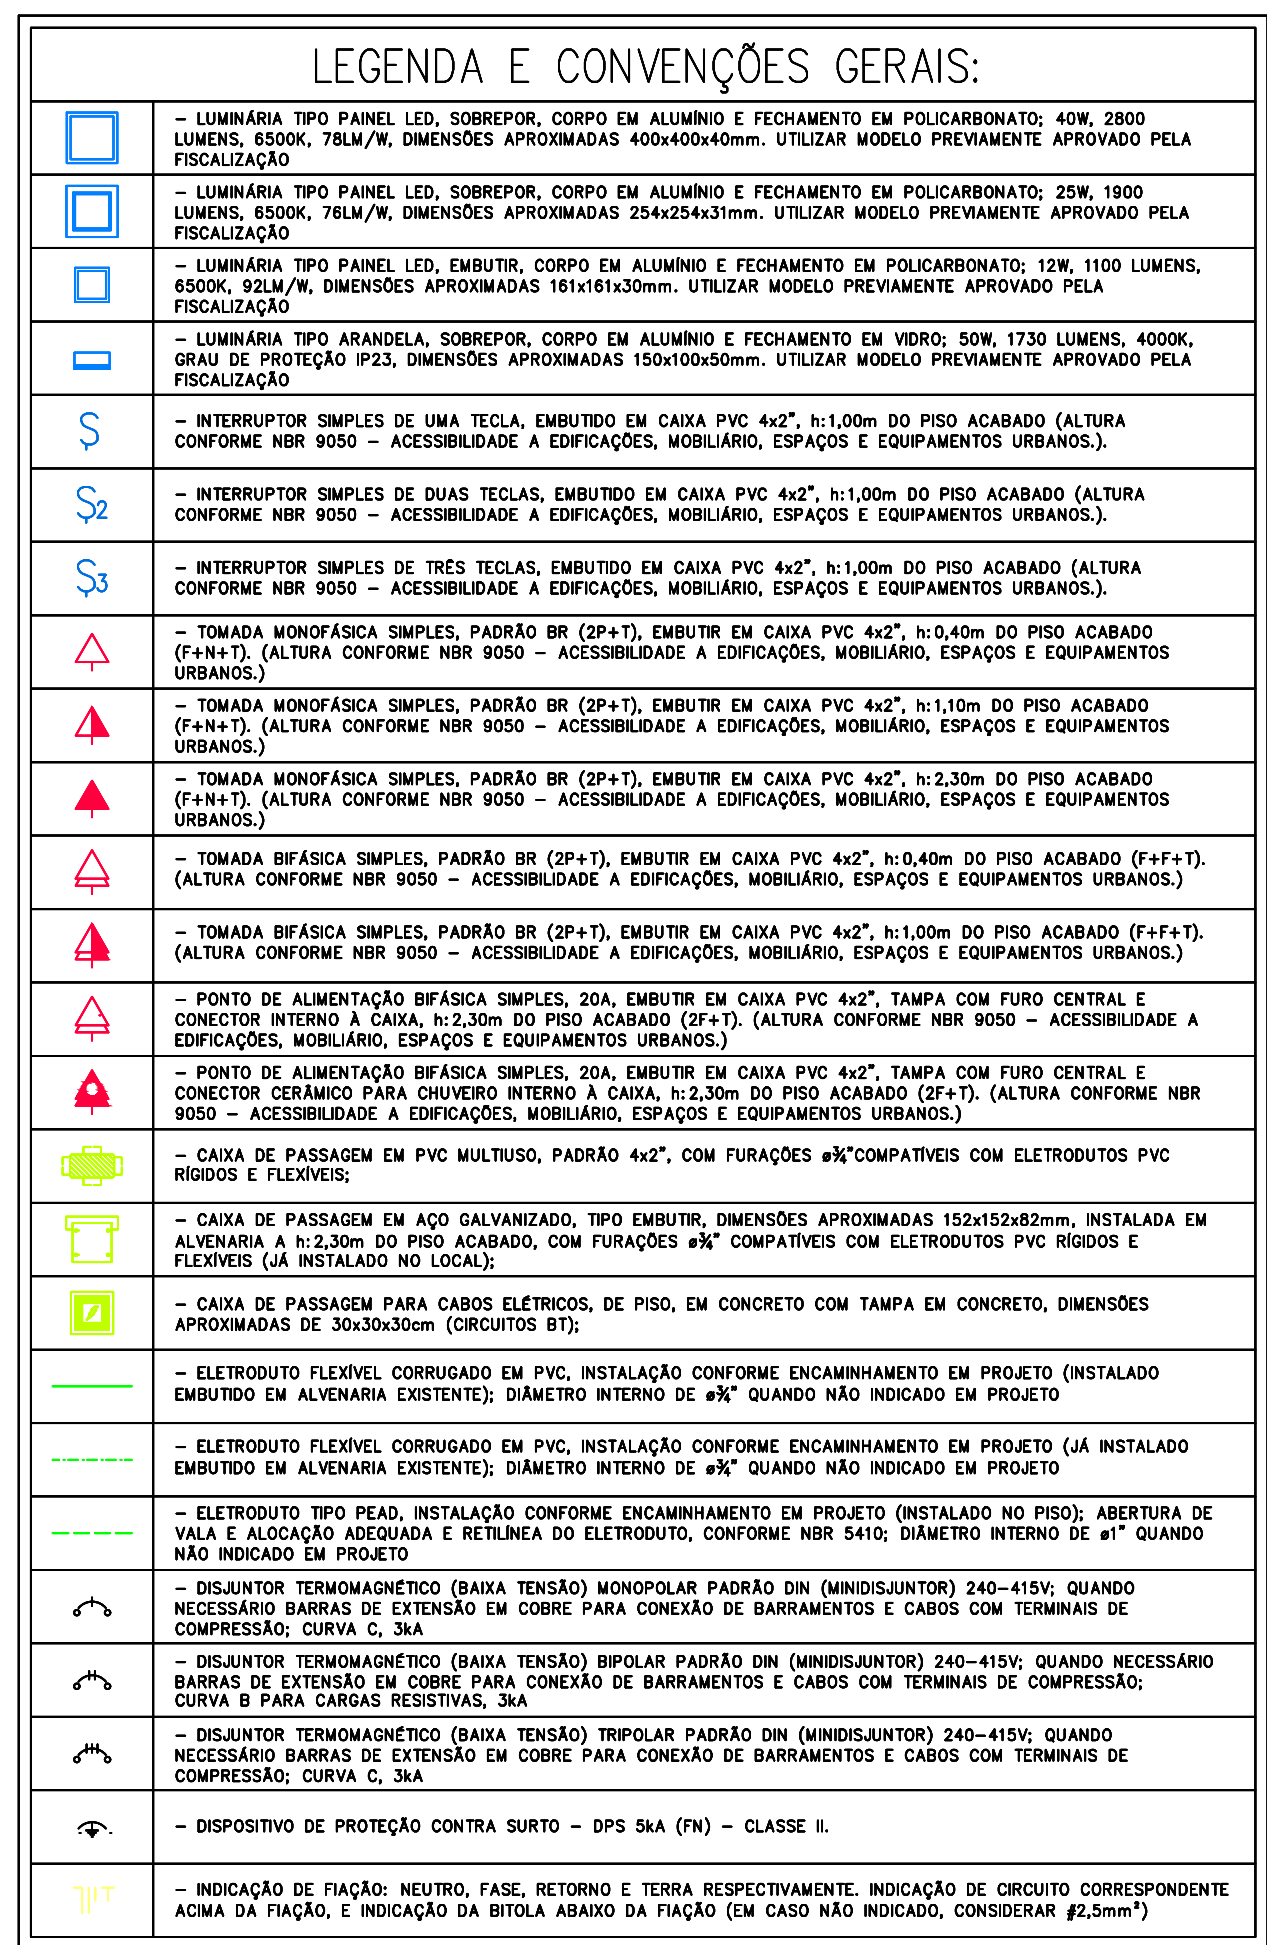 LEGENDA E CONVENÇÕES GERAIS:
– LUMINÁRIA TIPO PAINEL LED, SOBREPOR, CORPO EM ALUMÍNIO E FECHAMENTO EM POLICARBONATO; 40W, 2800
LUMENS, 6500K, 78LM/W, DIMENSÕES APROXIMADAS 400x400x40mm. UTILIZAR MODELO PREVIAMENTE APROVADO PELA
FISCALIZAÇÃO
– LUMINÁRIA TIPO PAINEL LED, SOBREPOR, CORPO EM ALUMÍNIO E FECHAMENTO EM POLICARBONATO; 25W, 1900
LUMENS, 6500K, 76LM/W, DIMENSÕES APROXIMADAS 254x254x31mm. UTILIZAR MODELO PREVIAMENTE APROVADO PELA
FISCALIZAÇÃO
– LUMINÁRIA TIPO PAINEL LED, EMBUTIR, CORPO EM ALUMÍNIO E FECHAMENTO EM POLICARBONATO; 12W, 1100 LUMENS,
6500K, 92LM/W, DIMENSÕES APROXIMADAS 161x161x30mm. UTILIZAR MODELO PREVIAMENTE APROVADO PELA
FISCALIZAÇÃO
– LUMINÁRIA TIPO ARANDELA, SOBREPOR, CORPO EM ALUMÍNIO E FECHAMENTO EM VIDRO; 50W, 1730 LUMENS, 4000K,
GRAU DE PROTEÇÃO IP23, DIMENSÕES APROXIMADAS 150x100x50mm. UTILIZAR MODELO PREVIAMENTE APROVADO PELA
FISCALIZAÇÃO
S
– INTERRUPTOR SIMPLES DE UMA TECLA, EMBUTIDO EM CAIXA PVC 4x2", h:1,00m DO PISO ACABADO (ALTURA
CONFORME NBR 9050 – ACESSIBILIDADE A EDIFICAÇÕES, MOBILIÁRIO, ESPAÇOS E EQUIPAMENTOS URBANOS.).
S2
– INTERRUPTOR SIMPLES DE DUAS TECLAS, EMBUTIDO EM CAIXA PVC 4x2", h:1,00m DO PISO ACABADO (ALTURA
CONFORME NBR 9050 – ACESSIBILIDADE A EDIFICAÇÕES, MOBILIÁRIO, ESPAÇOS E EQUIPAMENTOS URBANOS.).
S3
– INTERRUPTOR SIMPLES DE TRÊS TECLAS, EMBUTIDO EM CAIXA PVC 4x2", h:1,00m DO PISO ACABADO (ALTURA
CONFORME NBR 9050 – ACESSIBILIDADE A EDIFICAÇÕES, MOBILIÁRIO, ESPAÇOS E EQUIPAMENTOS URBANOS.).
– TOMADA MONOFÁSICA SIMPLES, PADRÃO BR (2P+T), EMBUTIR EM CAIXA PVC 4x2", h:0,40m DO PISO ACABADO
(F+N+T). (ALTURA CONFORME NBR 9050 – ACESSIBILIDADE A EDIFICAÇÕES, MOBILIÁRIO, ESPAÇOS E EQUIPAMENTOS
URBANOS.)
– TOMADA MONOFÁSICA SIMPLES, PADRÃO BR (2P+T), EMBUTIR EM CAIXA PVC 4x2", h:1,10m DO PISO ACABADO
(F+N+T). (ALTURA CONFORME NBR 9050 – ACESSIBILIDADE A EDIFICAÇÕES, MOBILIÁRIO, ESPAÇOS E EQUIPAMENTOS
URBANOS.)
– TOMADA MONOFÁSICA SIMPLES, PADRÃO BR (2P+T), EMBUTIR EM CAIXA PVC 4x2", h:2,30m DO PISO ACABADO
(F+N+T). (ALTURA CONFORME NBR 9050 – ACESSIBILIDADE A EDIFICAÇÕES, MOBILIÁRIO, ESPAÇOS E EQUIPAMENTOS
URBANOS.)
– TOMADA BIFÁSICA SIMPLES, PADRÃO BR (2P+T), EMBUTIR EM CAIXA PVC 4x2", h:0,40m DO PISO ACABADO (F+F+T).
(ALTURA CONFORME NBR 9050 – ACESSIBILIDADE A EDIFICAÇÕES, MOBILIÁRIO, ESPAÇOS E EQUIPAMENTOS URBANOS.)
– TOMADA BIFÁSICA SIMPLES, PADRÃO BR (2P+T), EMBUTIR EM CAIXA PVC 4x2", h:1,00m DO PISO ACABADO (F+F+T).
(ALTURA CONFORME NBR 9050 – ACESSIBILIDADE A EDIFICAÇÕES, MOBILIÁRIO, ESPAÇOS E EQUIPAMENTOS URBANOS.)
– PONTO DE ALIMENTAÇÃO BIFÁSICA SIMPLES, 20A, EMBUTIR EM CAIXA PVC 4x2", TAMPA COM FURO CENTRAL E
CONECTOR INTERNO À CAIXA, h:2,30m DO PISO ACABADO (2F+T). (ALTURA CONFORME NBR 9050 – ACESSIBILIDADE A
EDIFICAÇÕES, MOBILIÁRIO, ESPAÇOS E EQUIPAMENTOS URBANOS.)
– PONTO DE ALIMENTAÇÃO BIFÁSICA SIMPLES, 20A, EMBUTIR EM CAIXA PVC 4x2", TAMPA COM FURO CENTRAL E
CONECTOR CERÂMICO PARA CHUVEIRO INTERNO À CAIXA, h:2,30m DO PISO ACABADO (2F+T). (ALTURA CONFORME NBR
9050 – ACESSIBILIDADE A EDIFICAÇÕES, MOBILIÁRIO, ESPAÇOS E EQUIPAMENTOS URBANOS.)
– CAIXA DE PASSAGEM EM PVC MULTIUSO, PADRÃO 4x2", COM FURAÇÕES ø¾"COMPATÍVEIS COM ELETRODUTOS PVC
RÍGIDOS E FLEXÍVEIS;
– CAIXA DE PASSAGEM EM AÇO GALVANIZADO, TIPO EMBUTIR, DIMENSÕES APROXIMADAS 152x152x82mm, INSTALADA EM
ALVENARIA A h:2,30m DO PISO ACABADO, COM FURAÇÕES ø¾" COMPATÍVEIS COM ELETRODUTOS PVC RÍGIDOS E
FLEXÍVEIS (JÁ INSTALADO NO LOCAL);
– CAIXA DE PASSAGEM PARA CABOS ELÉTRICOS, DE PISO, EM CONCRETO COM TAMPA EM CONCRETO, DIMENSÕES
APROXIMADAS DE 30x30x30cm (CIRCUITOS BT);
– ELETRODUTO FLEXÍVEL CORRUGADO EM PVC, INSTALAÇÃO CONFORME ENCAMINHAMENTO EM PROJETO (INSTALADO
EMBUTIDO EM ALVENARIA EXISTENTE); DIÂMETRO INTERNO DE ø¾" QUANDO NÃO INDICADO EM PROJETO
– ELETRODUTO FLEXÍVEL CORRUGADO EM PVC, INSTALAÇÃO CONFORME ENCAMINHAMENTO EM PROJETO (JÁ INSTALADO
EMBUTIDO EM ALVENARIA EXISTENTE); DIÂMETRO INTERNO DE ø¾" QUANDO NÃO INDICADO EM PROJETO
– ELETRODUTO TIPO PEAD, INSTALAÇÃO CONFORME ENCAMINHAMENTO EM PROJETO (INSTALADO NO PISO); ABERTURA DE
VALA E ALOCAÇÃO ADEQUADA E RETILÍNEA DO ELETRODUTO, CONFORME NBR 5410; DIÂMETRO INTERNO DE ø1" QUANDO
NÃO INDICADO EM PROJETO
– DISJUNTOR TERMOMAGNÉTICO (BAIXA TENSÃO) MONOPOLAR PADRÃO DIN (MINIDISJUNTOR) 240–415V; QUANDO
NECESSÁRIO BARRAS DE EXTENSÃO EM COBRE PARA CONEXÃO DE BARRAMENTOS E CABOS COM TERMINAIS DE
COMPRESSÃO; CURVA C, 3kA
– DISJUNTOR TERMOMAGNÉTICO (BAIXA TENSÃO) BIPOLAR PADRÃO DIN (MINIDISJUNTOR) 240–415V; QUANDO NECESSÁRIO
BARRAS DE EXTENSÃO EM COBRE PARA CONEXÃO DE BARRAMENTOS E CABOS COM TERMINAIS DE COMPRESSÃO;
CURVA B PARA CARGAS RESISTIVAS, 3kA
– DISJUNTOR TERMOMAGNÉTICO (BAIXA TENSÃO) TRIPOLAR PADRÃO DIN (MINIDISJUNTOR) 240–415V; QUANDO
NECESSÁRIO BARRAS DE EXTENSÃO EM COBRE PARA CONEXÃO DE BARRAMENTOS E CABOS COM TERMINAIS DE
COMPRESSÃO; CURVA C, 3kA
– DISPOSITIVO DE PROTEÇÃO CONTRA SURTO – DPS 5kA (FN) – CLASSE II.
– INDICAÇÃO DE FIAÇÃO: NEUTRO, FASE, RETORNO E TERRA RESPECTIVAMENTE. INDICAÇÃO DE CIRCUITO CORRESPONDENTE
ACIMA DA FIAÇÃO, E INDICAÇÃO DA BITOLA ABAIXO DA FIAÇÃO (EM CASO NÃO INDICADO, CONSIDERAR #2,5mm²)